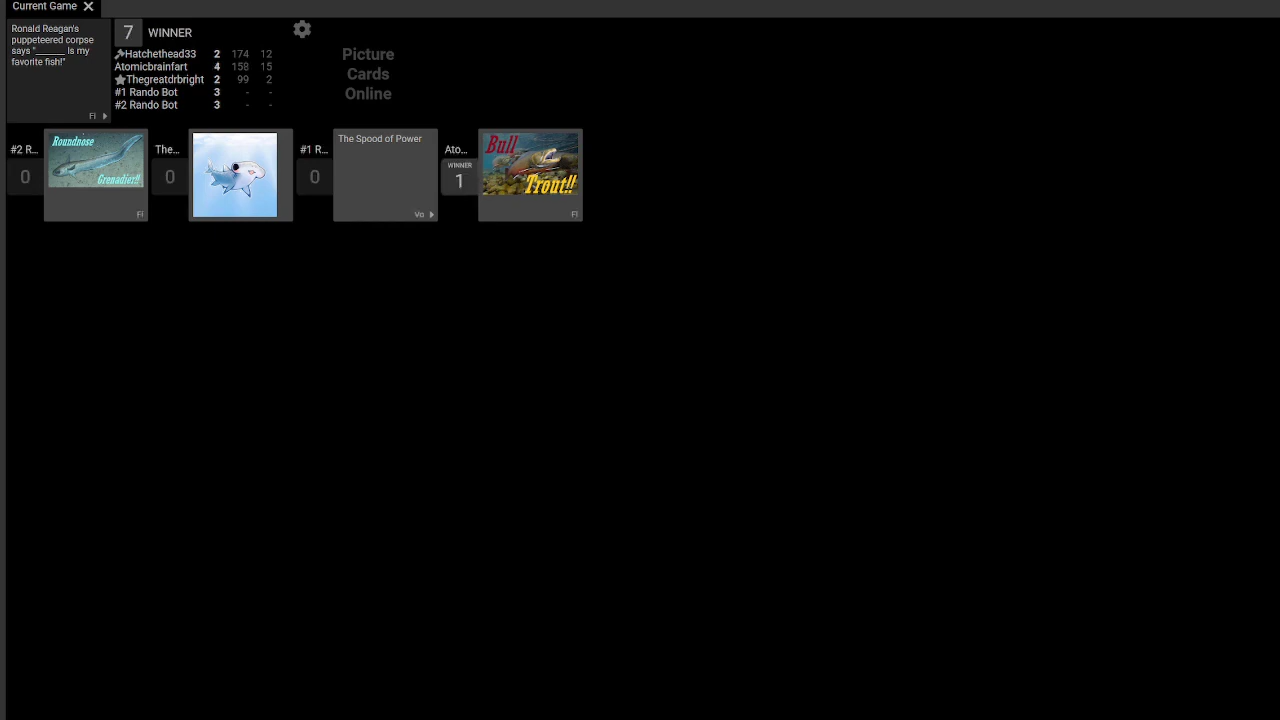 Current Game
Ronald Reagan's
puppeteered corpse
says "______ is my
favorite fish!"
FI
7 WINNER
Hatchethead33 2 174 12
Atomicbrainfart 4 158 15
Thegreatdrbright 2 99 2
#1 Rando Bot 3 - -
#2 Rando Bot 3 - -
Picture
Cards
Online
#2 R...
0
Roundnose
Grenadier!!
Fi
The...
0
#1 R...
0
The Spood of Power
Va
Ato...
WINNER
1
Bull
Trout!!
FI